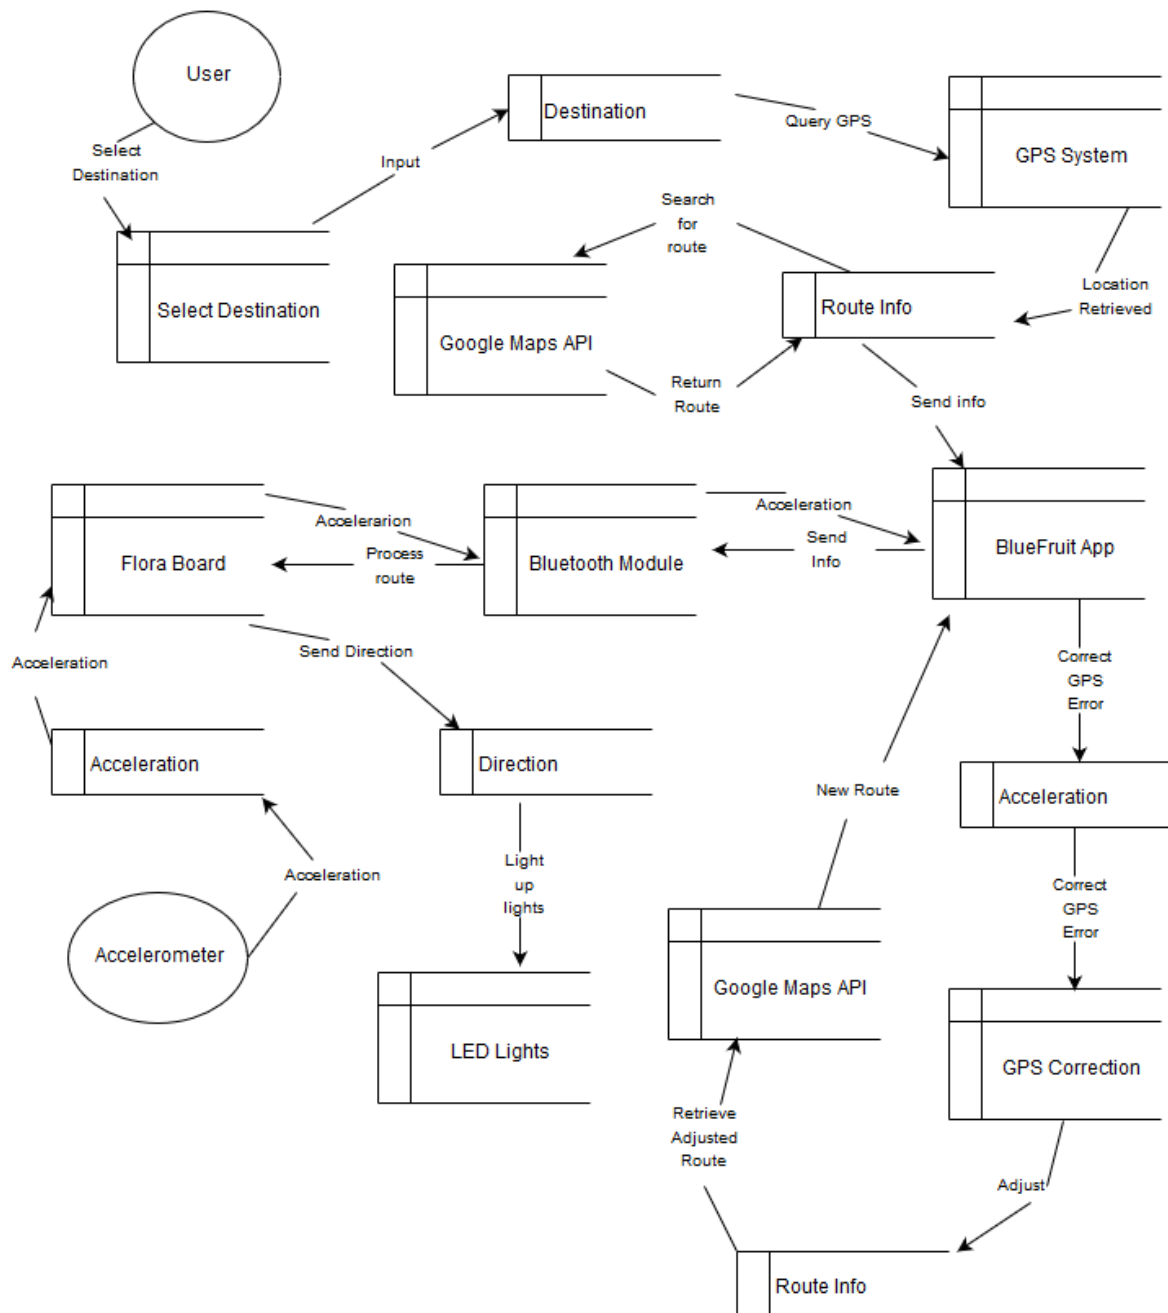 User
Select
Destination
Input
Destination
Query GPS
GPS System
Select Destination
Search
for
route
Google Maps API
Route Info
Location
Retrieved
Return
Route
Send info
Flora Board
Accelerarion
Process
route
Bluetooth Module
Acceleration
Send
Info
BlueFruit App
Acceleration
Send Direction
Correct
GPS
Error
Acceleration
Direction
Acceleration
New Route
Acceleration
Light
up
lights
Correct
GPS
Error
Accelerometer
LED Lights
Google Maps API
GPS Correction
Retrieve
Adjusted
Route
Adjust
Route Info